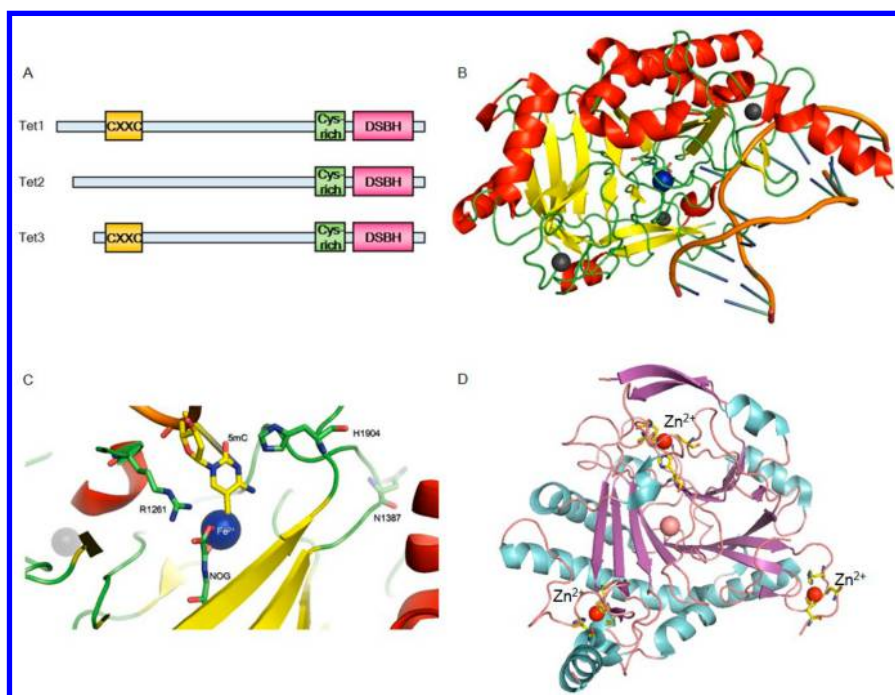 A
Tet1
CXXC
Cys-
rich
DSBH
Tet2
Cys-
rich
DSBH
Tet3
CXXC
Cys-
rich
DSBH
B
C
5mC
H1904
R1261
N1387
Fe²⁺
NOG
D
Zn²⁺
Zn²⁺
Zn²⁺